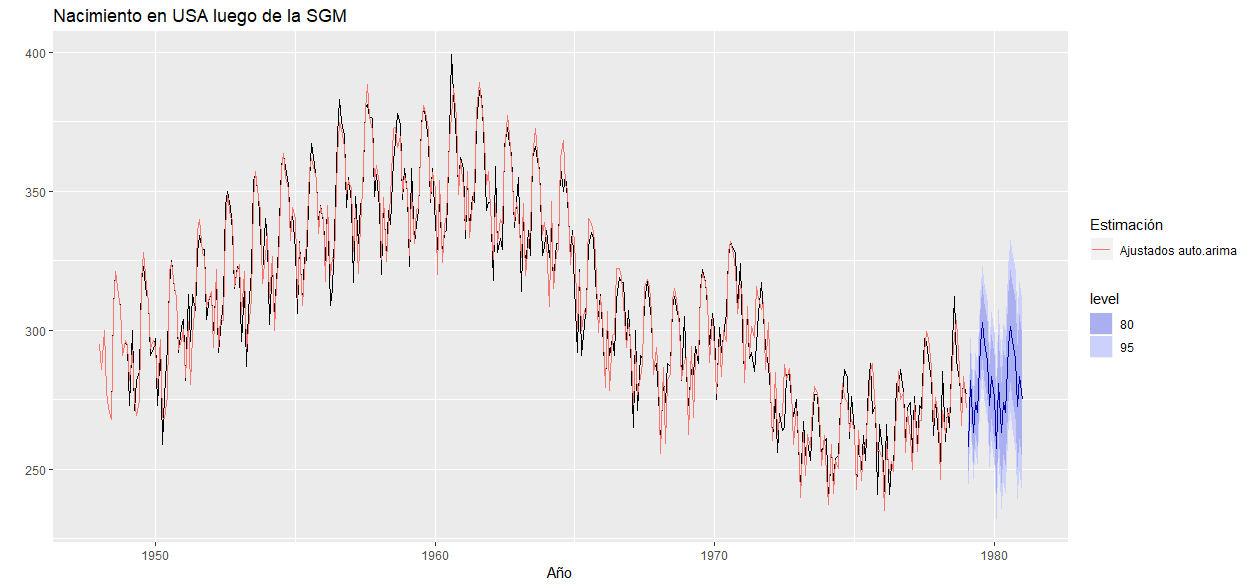 Nacimiento en USA luego de la SGM
400
350
300
250
1950
1960
1970
1980
Año
Estimación
Ajustados auto.arima
level
80
95